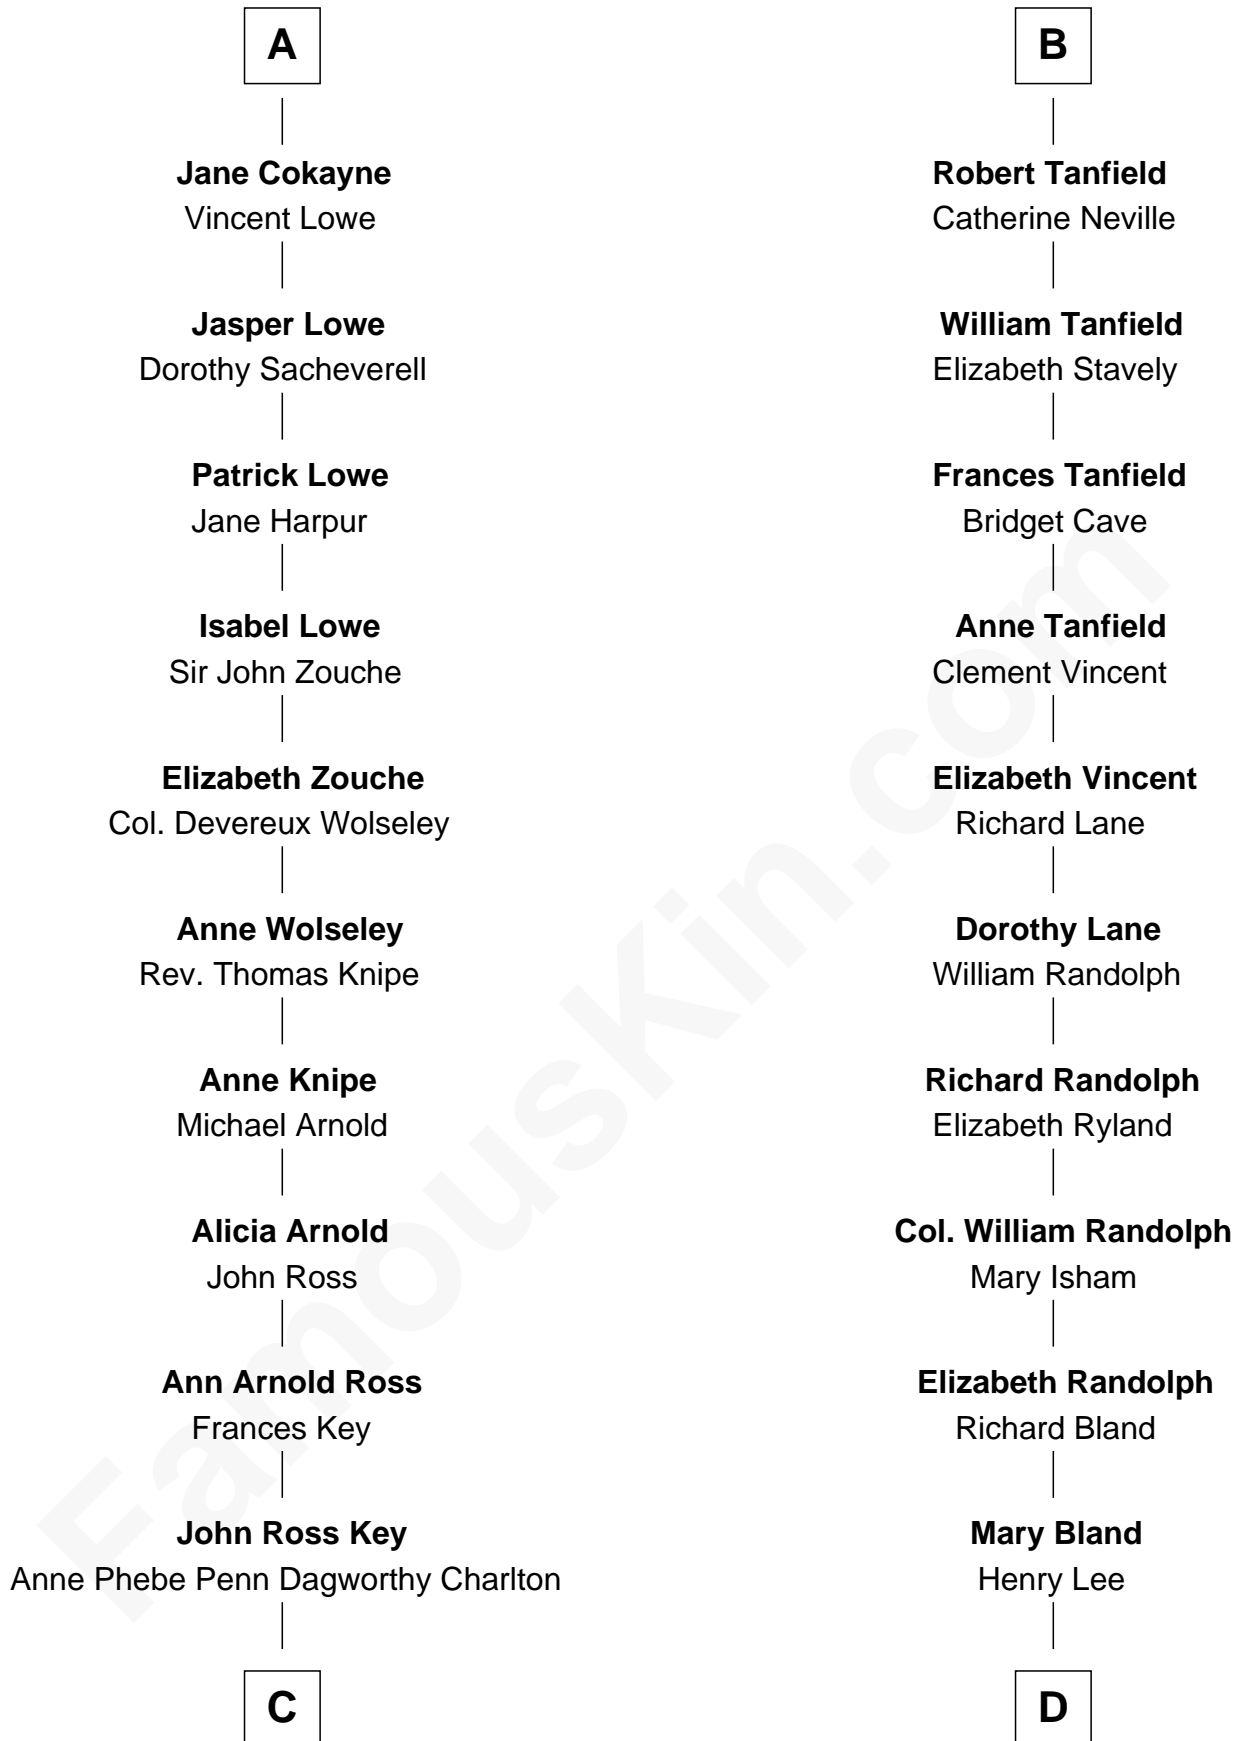 A
Jane Cokayne
Vincent Lowe
Jasper Lowe
Dorothy Sacheverell
Patrick Lowe
Jane Harpur
Isabel Lowe
Sir John Zouche
Elizabeth Zouche
Col. Devereux Wolseley
Anne Wolseley
Rev. Thomas Knipe
Anne Knipe
Michael Arnold
Alicia Arnold
John Ross
Ann Arnold Ross
Frances Key
John Ross Key
Anne Phebe Penn Dagworthy Charlton
C
B
Robert Tanfield
Catherine Neville
William Tanfield
Elizabeth Stavely
Frances Tanfield
Bridget Cave
Anne Tanfield
Clement Vincent
Elizabeth Vincent
Richard Lane
Dorothy Lane
William Randolph
Richard Randolph
Elizabeth Ryland
Col. William Randolph
Mary Isham
Elizabeth Randolph
Richard Bland
Mary Bland
Henry Lee
D
FamousKin.com